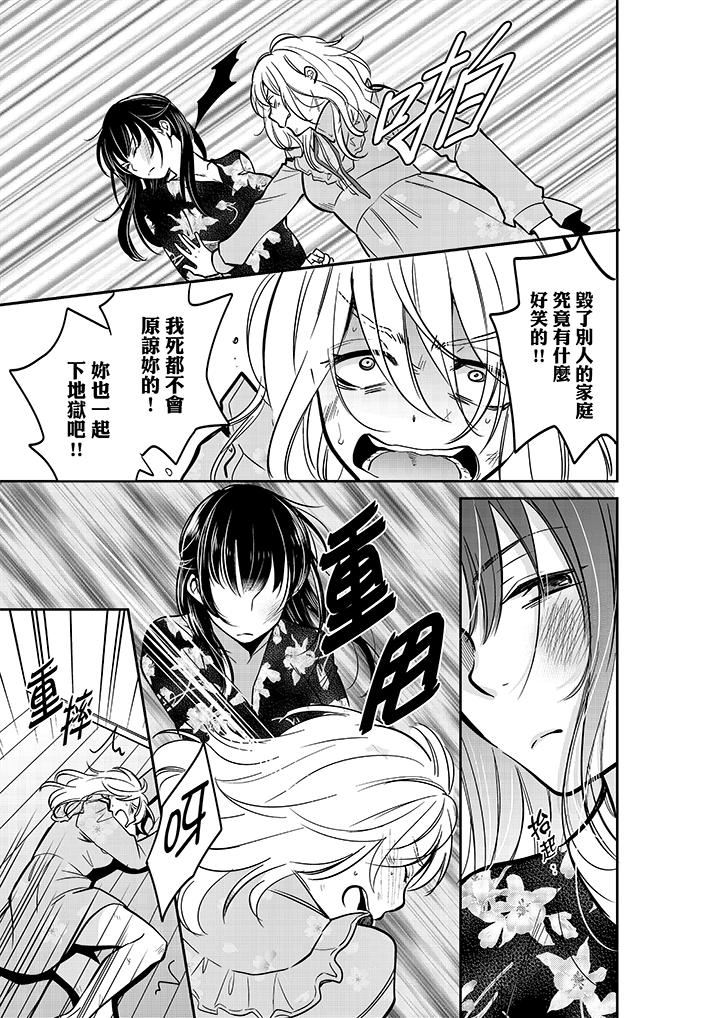 啪
毀了別人的家庭
究竟有什麼
好笑的!!
我死都不會
原諒妳的！
妳也一起
下地獄吧!!
抬起…
重甩
呀
重摔